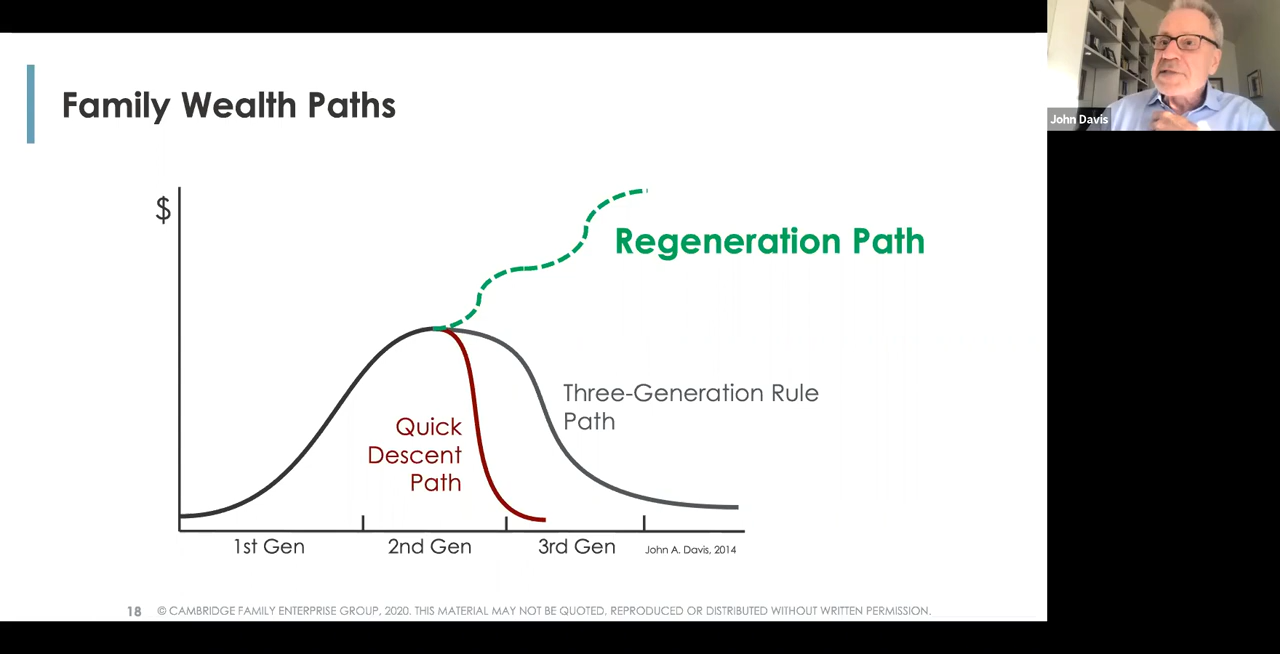 Family Wealth Paths
John Davis
$
Regeneration Path
Three-Generation Rule
Path
Quick
Descent
Path
1st Gen
2nd Gen
3rd Gen
John A. Davis, 2014
18
© CAMBRIDGE FAMILY ENTERPRISE GROUP, 2020. THIS MATERIAL MAY NOT BE QUOTED, REPRODUCED OR DISTRIBUTED WITHOUT WRITTEN PERMISSION.